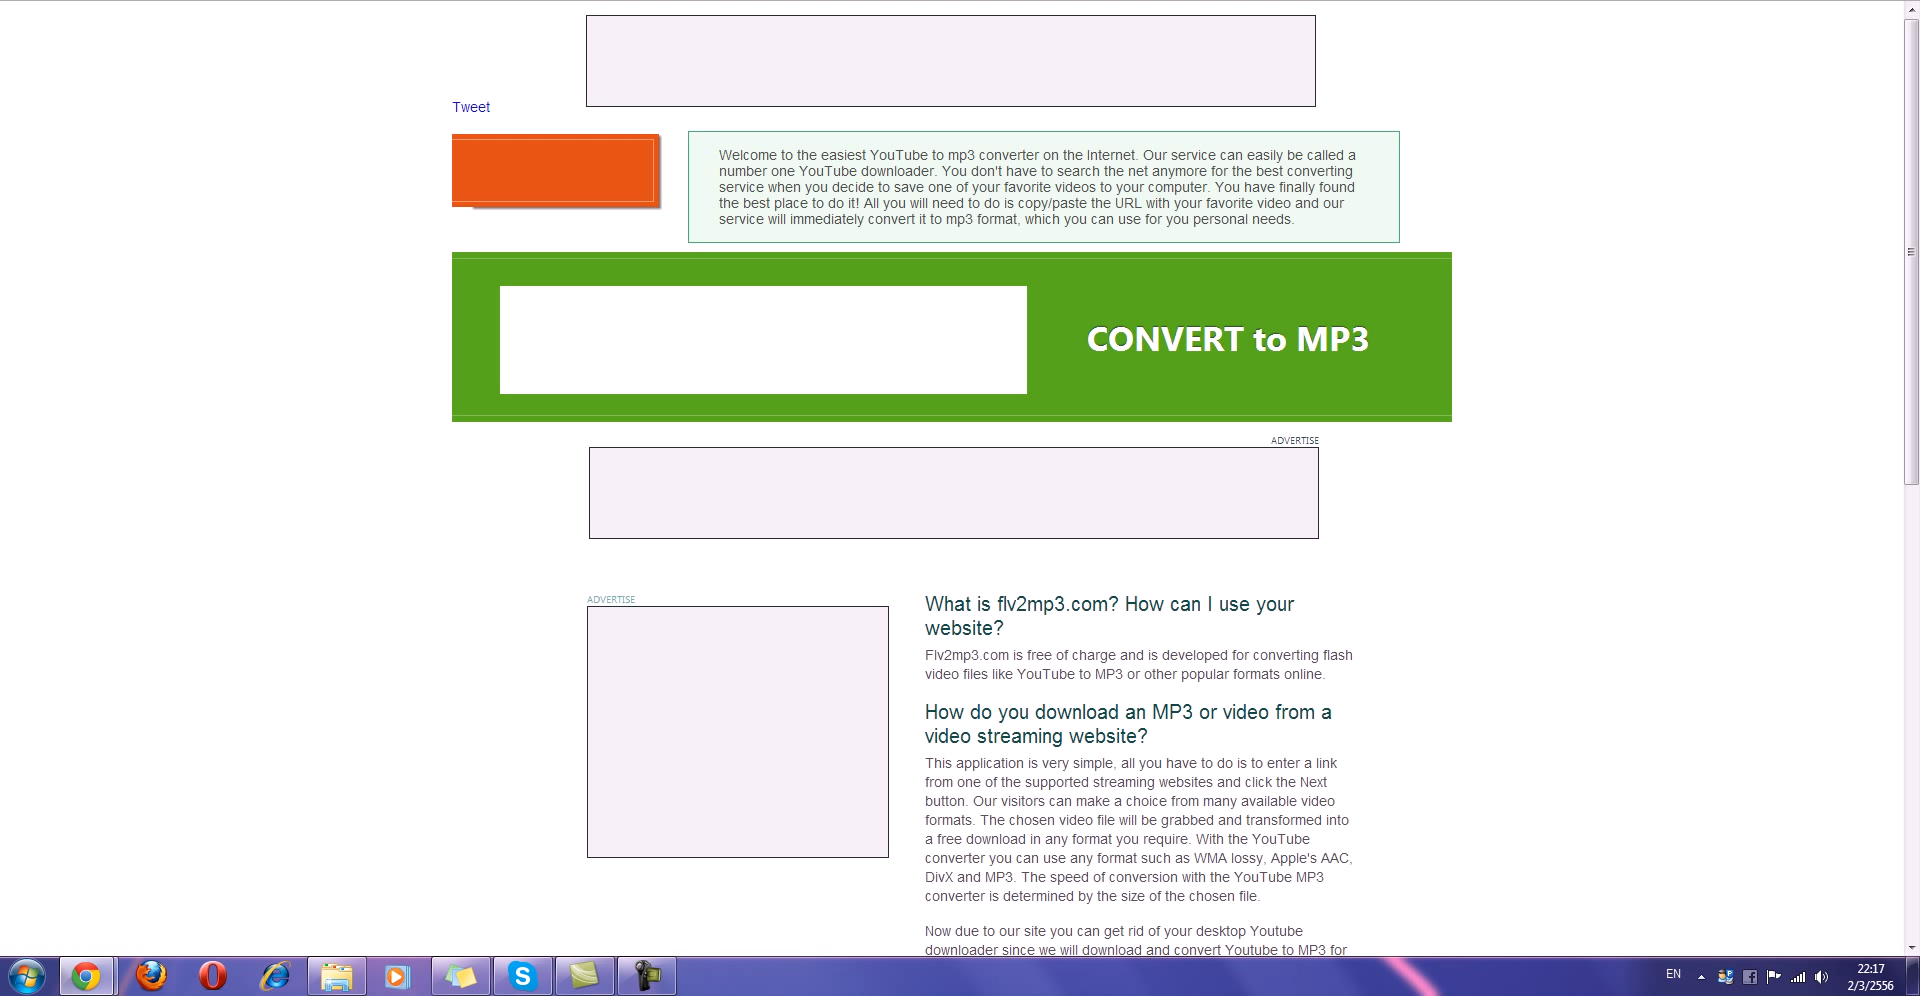 Tweet
Welcome to the easiest YouTube to mp3 converter on the Internet. Our service can easily be called a
number one YouTube downloader. You don't have to search the net anymore for the best converting
service when you decide to save one of your favorite videos to your computer. You have finally found
the best place to do it! All you will need to do is copy/paste the URL with your favorite video and our
service will immediately convert it to mp3 format, which you can use for you personal needs.
CONVERT to MP3
ADVERTISE
ADVERTISE
What is flv2mp3.com? How can I use your
website?
Flv2mp3.com is free of charge and is developed for converting flash
video files like YouTube to MP3 or other popular formats online.
How do you download an MP3 or video from a
video streaming website?
This application is very simple, all you have to do is to enter a link
from one of the supported streaming websites and click the Next
button. Our visitors can make a choice from many available video
formats. The chosen video file will be grabbed and transformed into
a free download in any format you require. With the YouTube
converter you can use any format such as WMA lossy, Apple's AAC,
DivX and MP3. The speed of conversion with the YouTube MP3
converter is determined by the size of the chosen file.
Now due to our site you can get rid of your desktop Youtube
downloader since we will download and convert Youtube to MP3 for
EN
22:17
2/3/2556